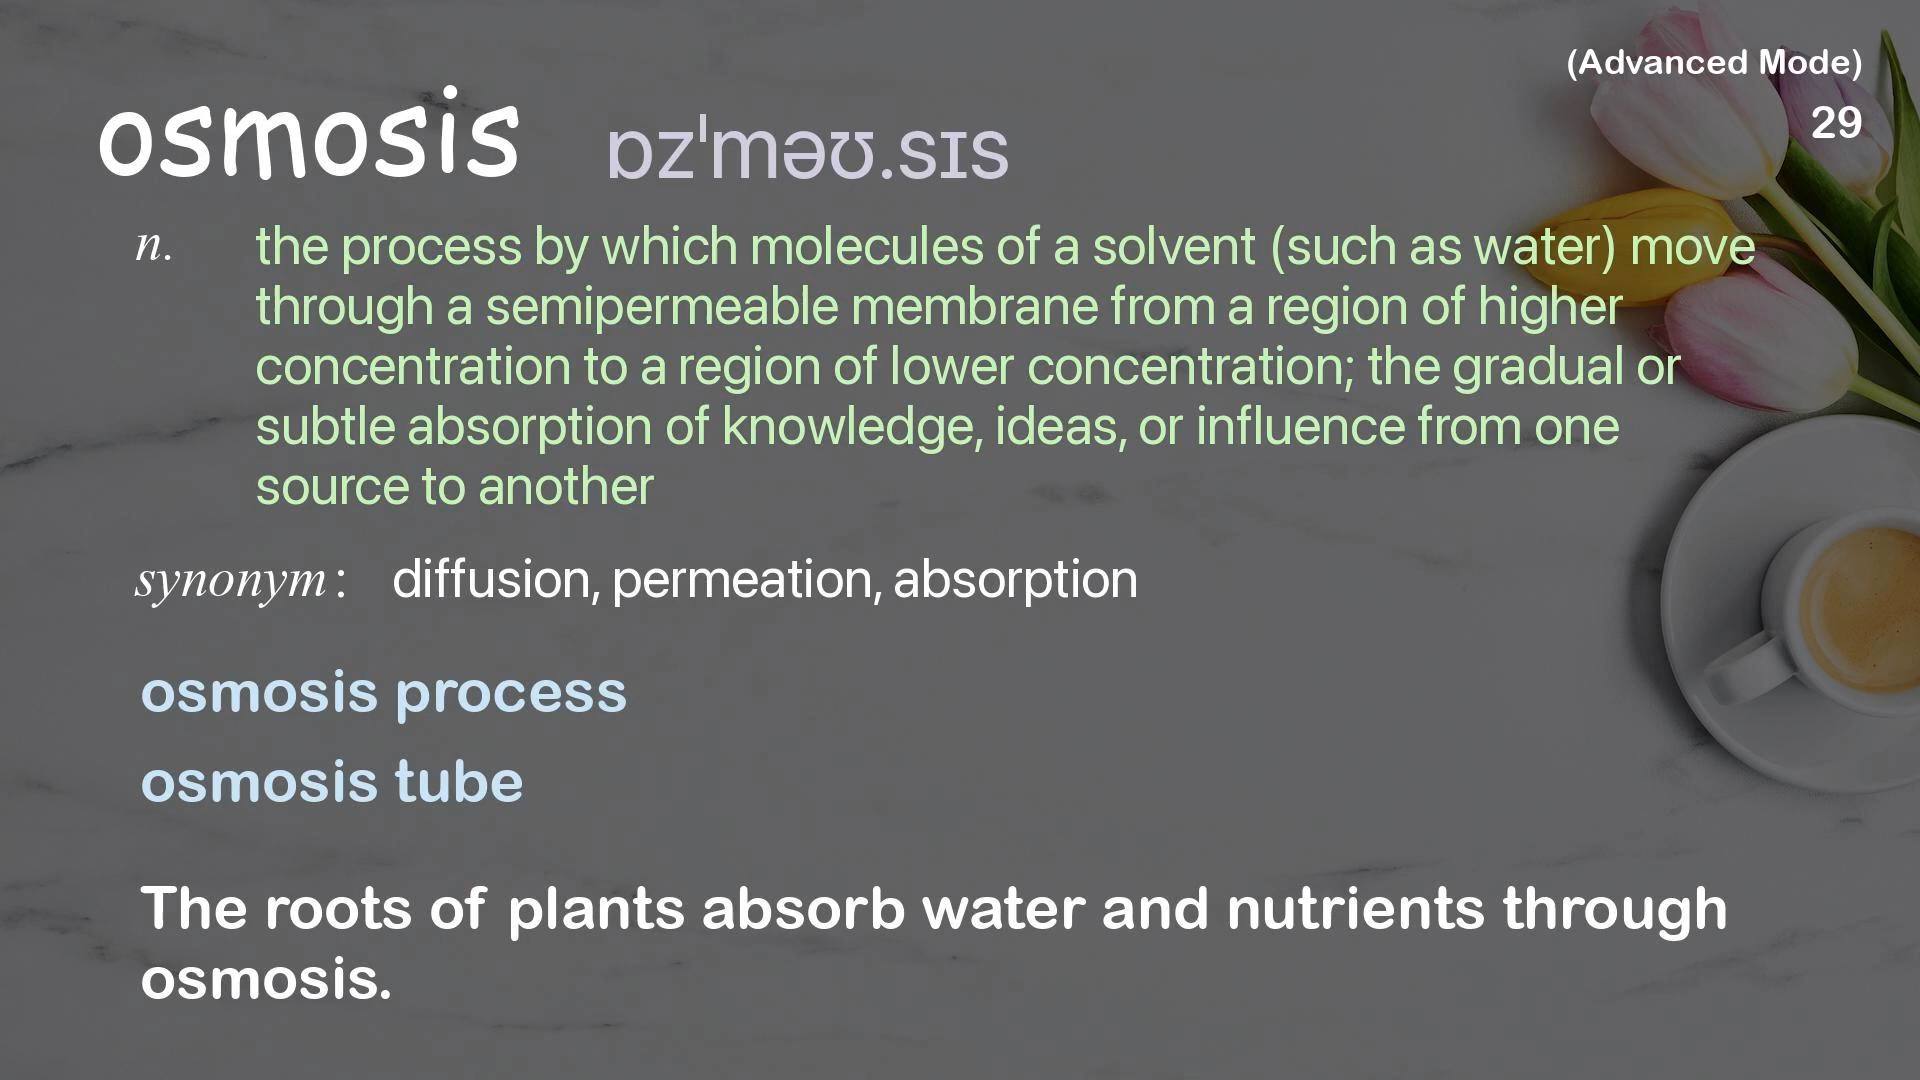 (Advanced Mode)
29
osmosis ɒzˈməʊ.sɪs
n. the process by which molecules of a solvent (such as water) move
through a semipermeable membrane from a region of higher
concentration to a region of lower concentration; the gradual or
subtle absorption of knowledge, ideas, or influence from one
source to another
synonym: diffusion, permeation, absorption
osmosis process
osmosis tube
The roots of plants absorb water and nutrients through
osmosis.